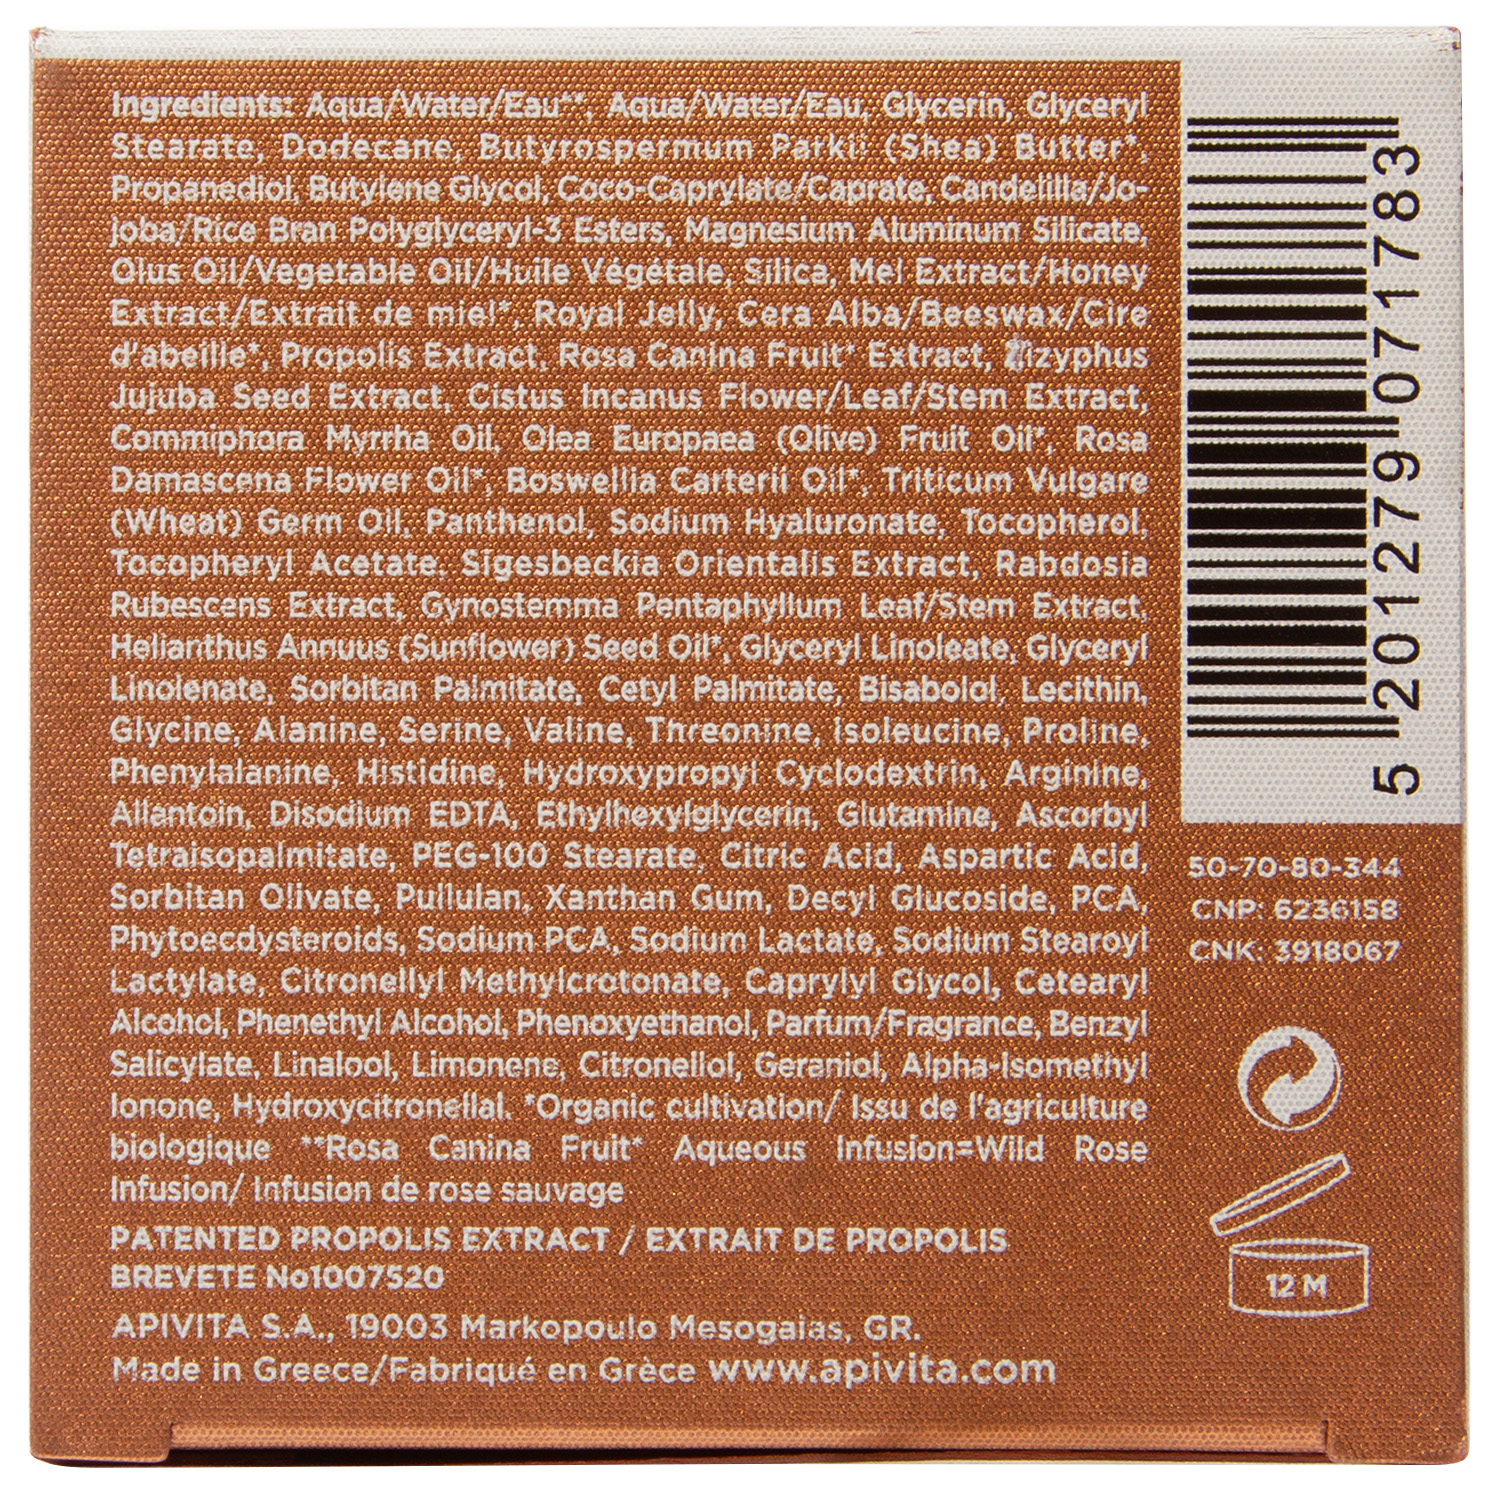 Ingredients: Aqua/Water/Eau**, Aqua/Water/Eau, Glycerin, Glyceryl
Stearate, Dodecane, Butyrospermum Parkii (Shea) Butter*,
Propanediol, Butylene Glycol, Coco-Caprylate/Caprate, Candelilla/Jo-
joba/Rice Bran Polyglyceryl-3 Esters, Magnesium Aluminum Silicate,
Olus Oil/Vegetable Oil/Huile Végétale, Silica, Mel Extract/Honey
Extract/Extrait de miel*, Royal Jelly, Cera Alba/Beeswax/Cire
d'abeille*, Propolis Extract, Rosa Canina Fruit* Extract, Zizyphus
Jujuba Seed Extract, Cistus Incanus Flower/Leaf/Stem Extract,
Commiphora Myrrha Oil, Olea Europaea (Olive) Fruit Oil*, Rosa
Damascena Flower Oil*, Boswellia Carterii Oil*, Triticum Vulgare
(Wheat) Germ Oil, Panthenol, Sodium Hyaluronate, Tocopherol,
Tocopheryl Acetate, Sigesbeckia Orientalis Extract, Rabdosia
Rubescens Extract, Gynostemma Pentaphyllum Leaf/Stem Extract,
Helianthus Annuus (Sunflower) Seed Oil*, Glyceryl Linoleate, Glyceryl
Linolenate, Sorbitan Palmitate, Cetyl Palmitate, Bisabolol, Lecithin,
Glycine, Alanine, Serine, Valine, Threonine, Isoleucine, Proline,
Phenylalanine, Histidine, Hydroxypropyl Cyclodextrin, Arginine,
Allantoin, Disodium EDTA, Ethylhexylglycerin, Glutamine, Ascorbyl
Tetraisopalmitate, PEG-100 Stearate, Citric Acid, Aspartic Acid,
Sorbitan Olivate, Pullulan, Xanthan Gum, Decyl Glucoside, PCA,
Phytoecdysteroids, Sodium PCA, Sodium Lactate, Sodium Stearoyl
Lactylate, Citronellyl Methylcrotonate, Caprylyl Glycol, Cetearyl
Alcohol, Phenethyl Alcohol, Phenoxyethanol, Parfum/Fragrance, Benzyl
Salicylate, Linalool, Limonene, Citronellol, Geraniol, Alpha-Isomethyl
Ionone, Hydroxycitronellal. *Organic cultivation/ Issu de l'agriculture
biologique **Rosa Canina Fruit* Aqueous Infusion=Wild Rose
Infusion/ Infusion de rose sauvage
PATENTED PROPOLIS EXTRACT / EXTRAIT DE PROPOLIS
BREVETE No1007520
APIVITA S.A., 19003 Markopoulo Mesogaias, GR.
Made in Greece/Fabriqué en Grèce www.apivita.com
5 201279 071783
50-70-80-344
CNP: 6236158
CNK: 3918067
12 M